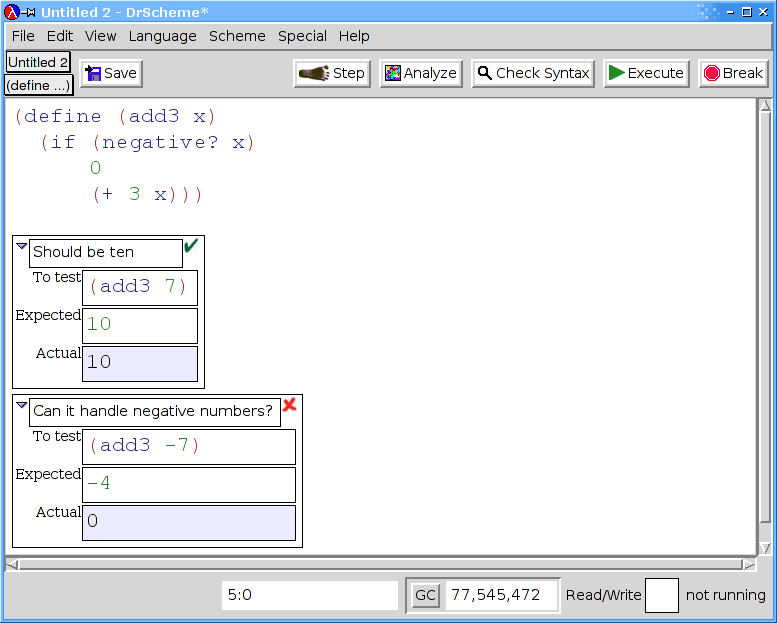 Untitled 2 - DrScheme*
File Edit View Language Scheme Special Help
Untitled 2
(define ...)
Save Step Analyze Check Syntax Execute Break
(define (add3 x)
(if (negative? x)
0
(+ 3 x)))
Should be ten
To test (add3 7)
Expected 10
Actual 10
Can it handle negative numbers?
To test (add3 -7)
Expected -4
Actual 0
5:0 GC 77,545,472 Read/Write not running